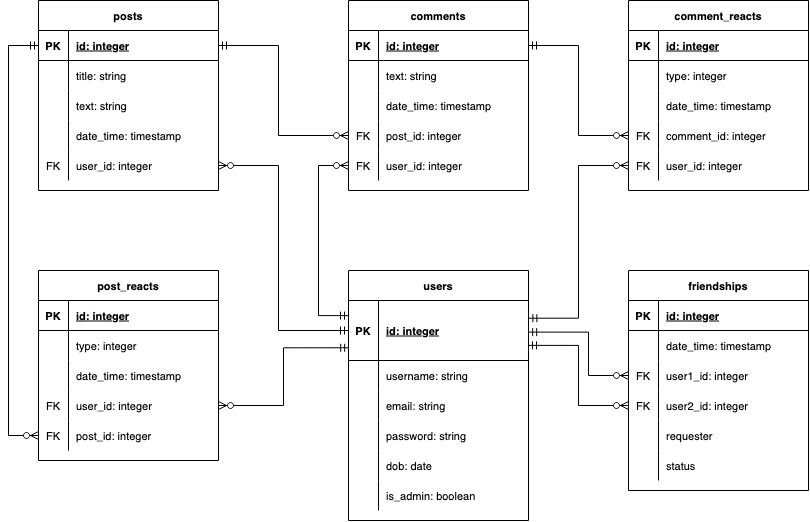 posts
PK id: integer
title: string
text: string
date_time: timestamp
FK user_id: integer
comments
PK id: integer
text: string
date_time: timestamp
FK post_id: integer
FK user_id: integer
comment_reacts
PK id: integer
type: integer
date_time: timestamp
FK comment_id: integer
FK user_id: integer
post_reacts
PK id: integer
type: integer
date_time: timestamp
FK user_id: integer
FK post_id: integer
users
PK id: integer
username: string
email: string
password: string
dob: date
is_admin: boolean
friendships
PK id: integer
date_time: timestamp
FK user1_id: integer
FK user2_id: integer
requester
status